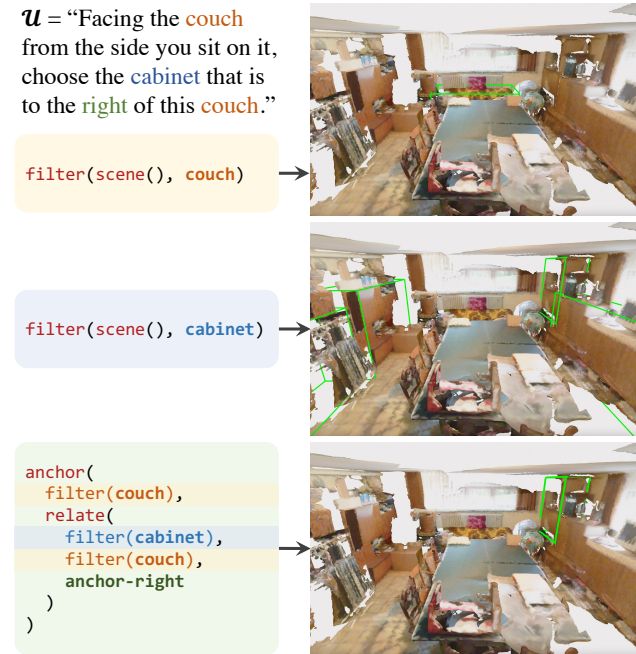 𝓤 = “Facing the couch
from the side you sit on it,
choose the cabinet that is
to the right of this couch.”
filter(scene(), couch)
filter(scene(), cabinet)
anchor(
filter(couch),
relate(
filter(cabinet),
filter(couch),
anchor-right
)
)